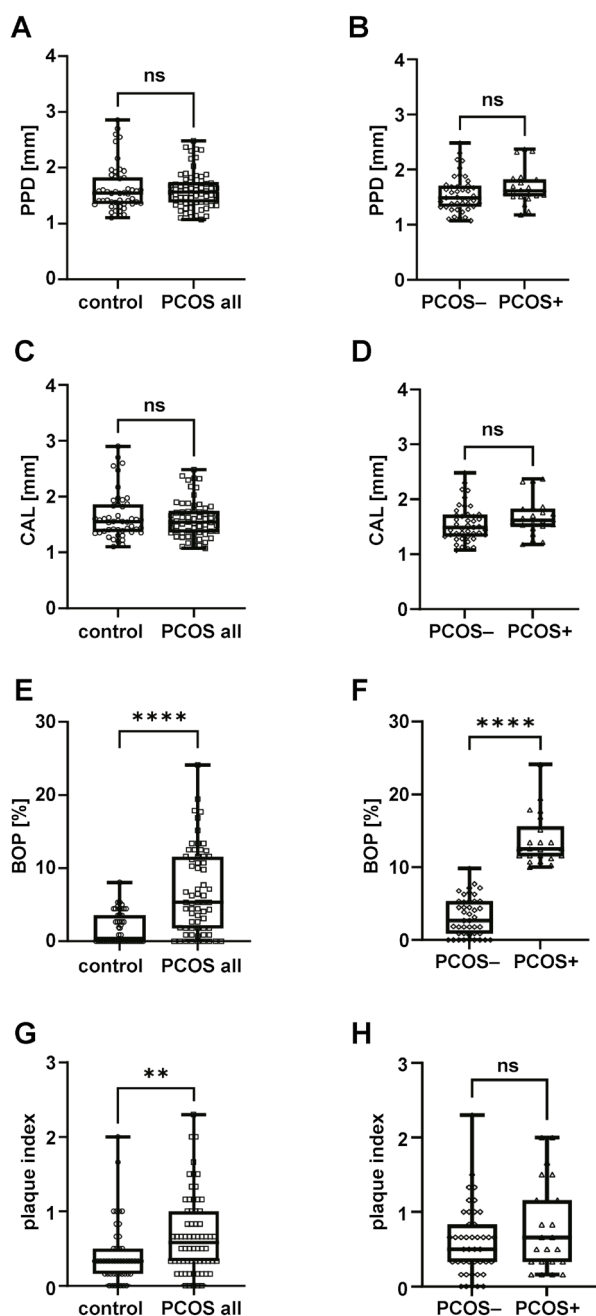 A
ns
PPD [mm]
4
3
2
1
0
control PCOS all
B
ns
PPD [mm]
4
3
2
1
0
PCOS– PCOS+
C
ns
CAL [mm]
4
3
2
1
0
control PCOS all
D
ns
CAL [mm]
4
3
2
1
0
PCOS– PCOS+
E
****
BOP [%]
30
20
10
0
control PCOS all
F
****
BOP [%]
30
20
10
0
PCOS– PCOS+
G
**
plaque index
3
2
1
0
control PCOS all
H
ns
plaque index
3
2
1
0
PCOS– PCOS+